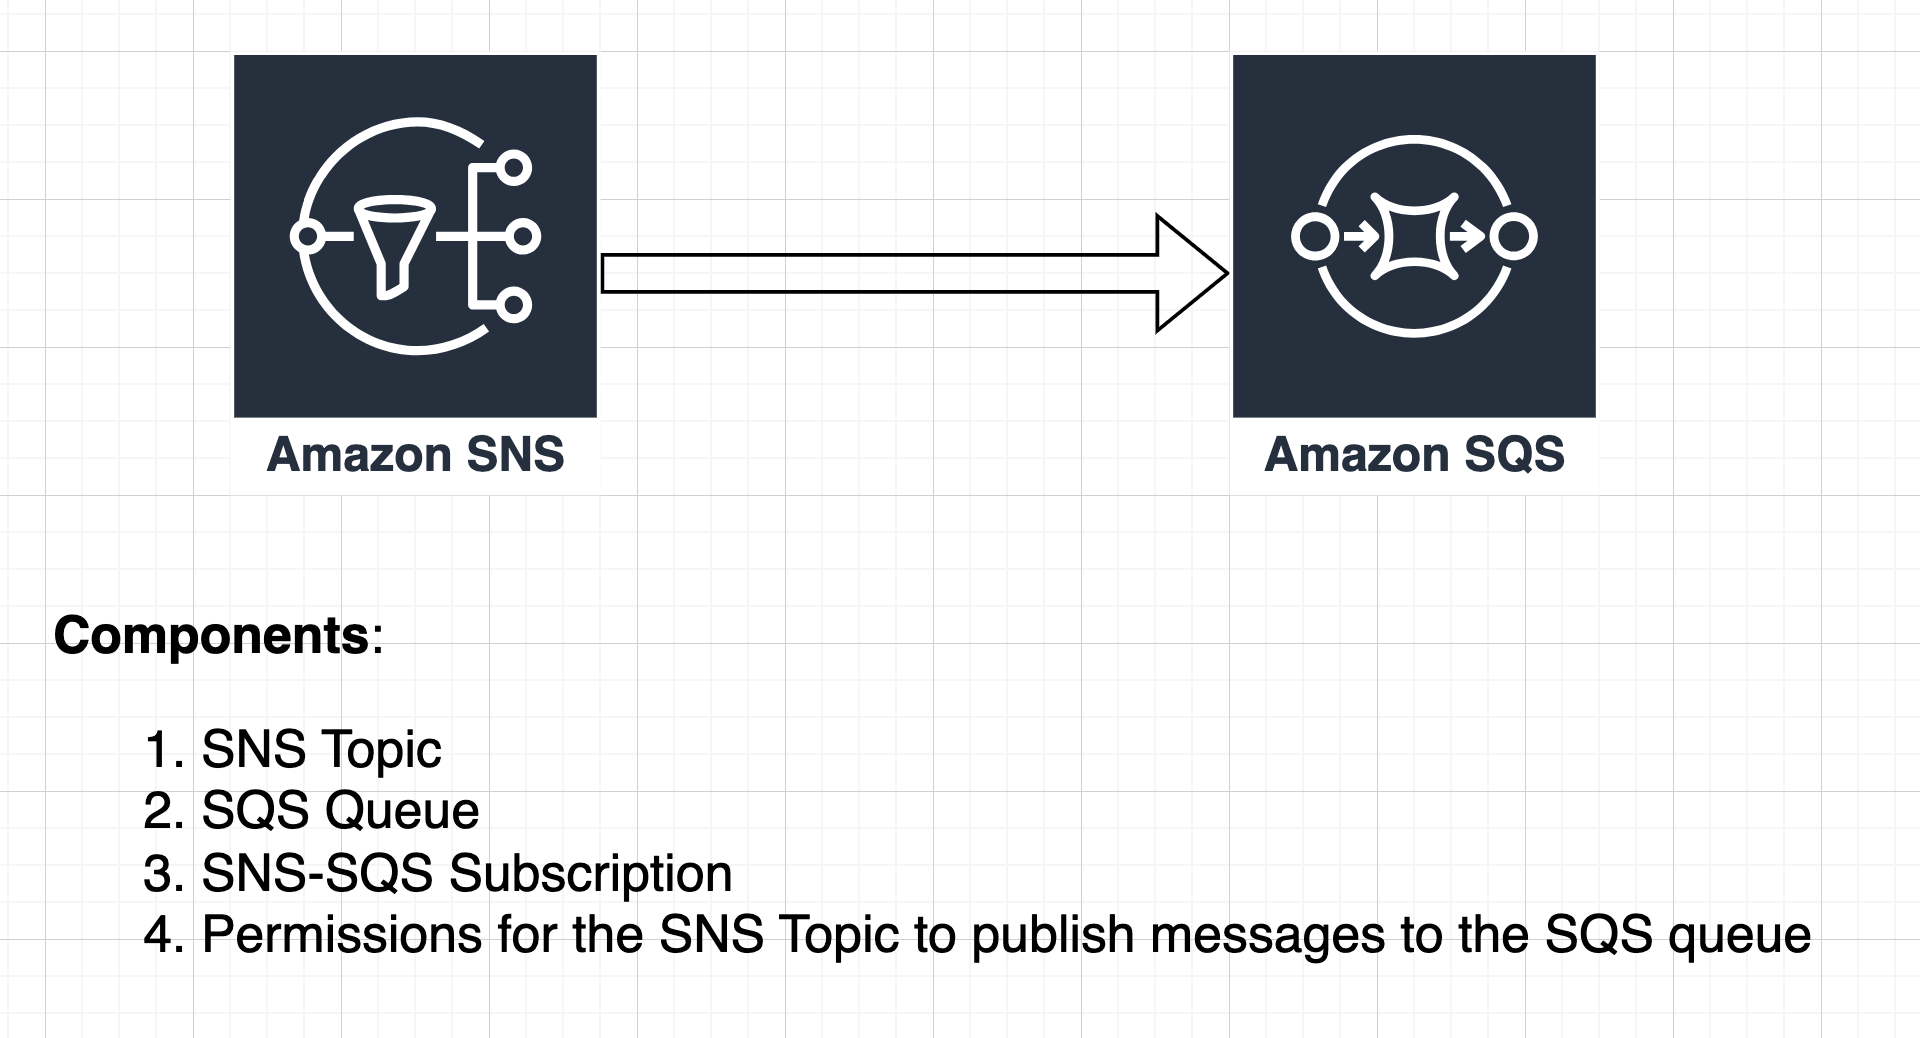 Amazon SNS
Amazon SQS
Components:
1. SNS Topic
2. SQS Queue
3. SNS-SQS Subscription
4. Permissions for the SNS Topic to publish messages to the SQS queue